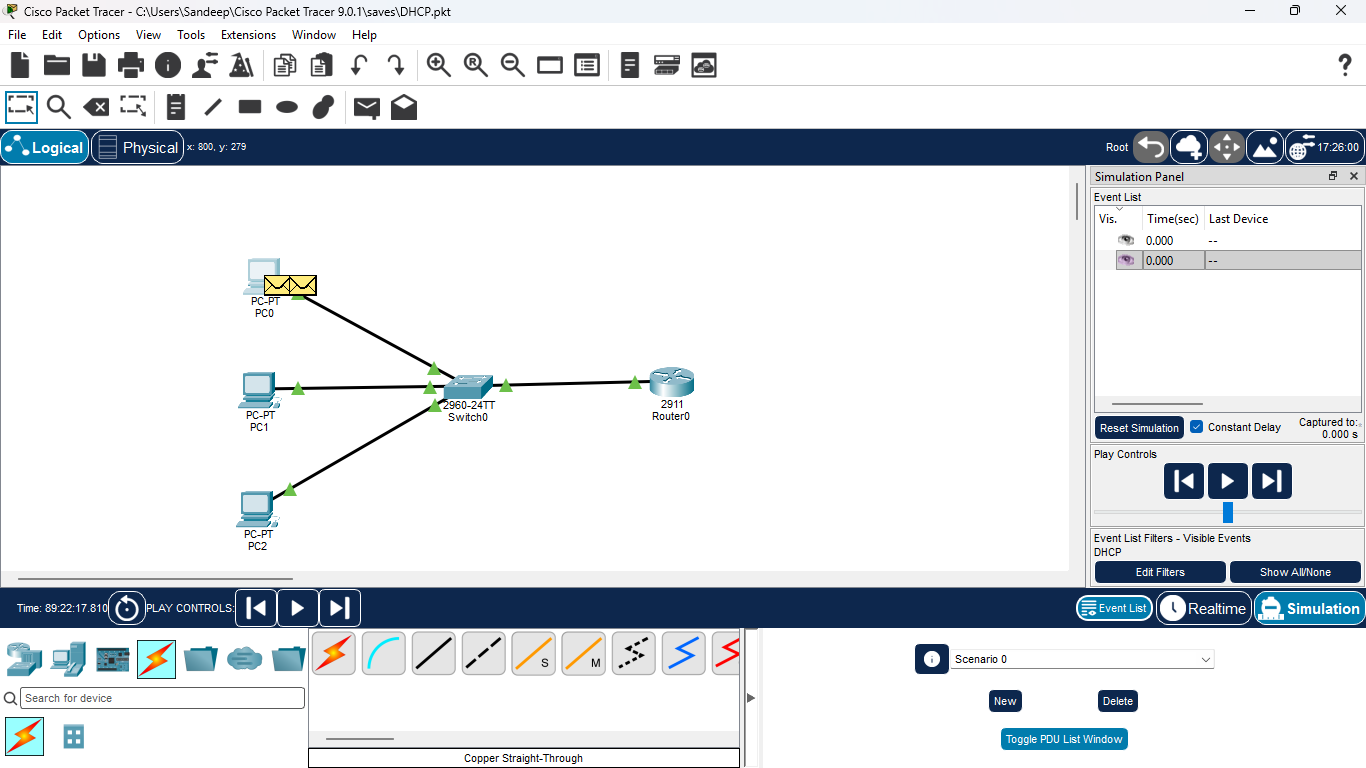 Cisco Packet Tracer - C:\Users\Sandeep\Cisco Packet Tracer 9.0.1\saves\DHCP.pkt
File Edit Options View Tools Extensions Window Help
Logical Physical x: 800, y: 279 Root 17:26:00
Simulation Panel
Event List
Vis. Time(sec) Last Device
0.000 --
0.000 --
PC-PT
PC0
PC-PT
PC1
2960-24TT
Switch0
2911
Router0
PC-PT
PC2
Reset Simulation Constant Delay Captured to:
0.000 s
Play Controls
Event List Filters - Visible Events
DHCP
Edit Filters Show All/None
Time: 89:22:17.810 PLAY CONTROLS: Event List Realtime Simulation
S M
Search for device
Copper Straight-Through
Scenario 0
New Delete
Toggle PDU List Window